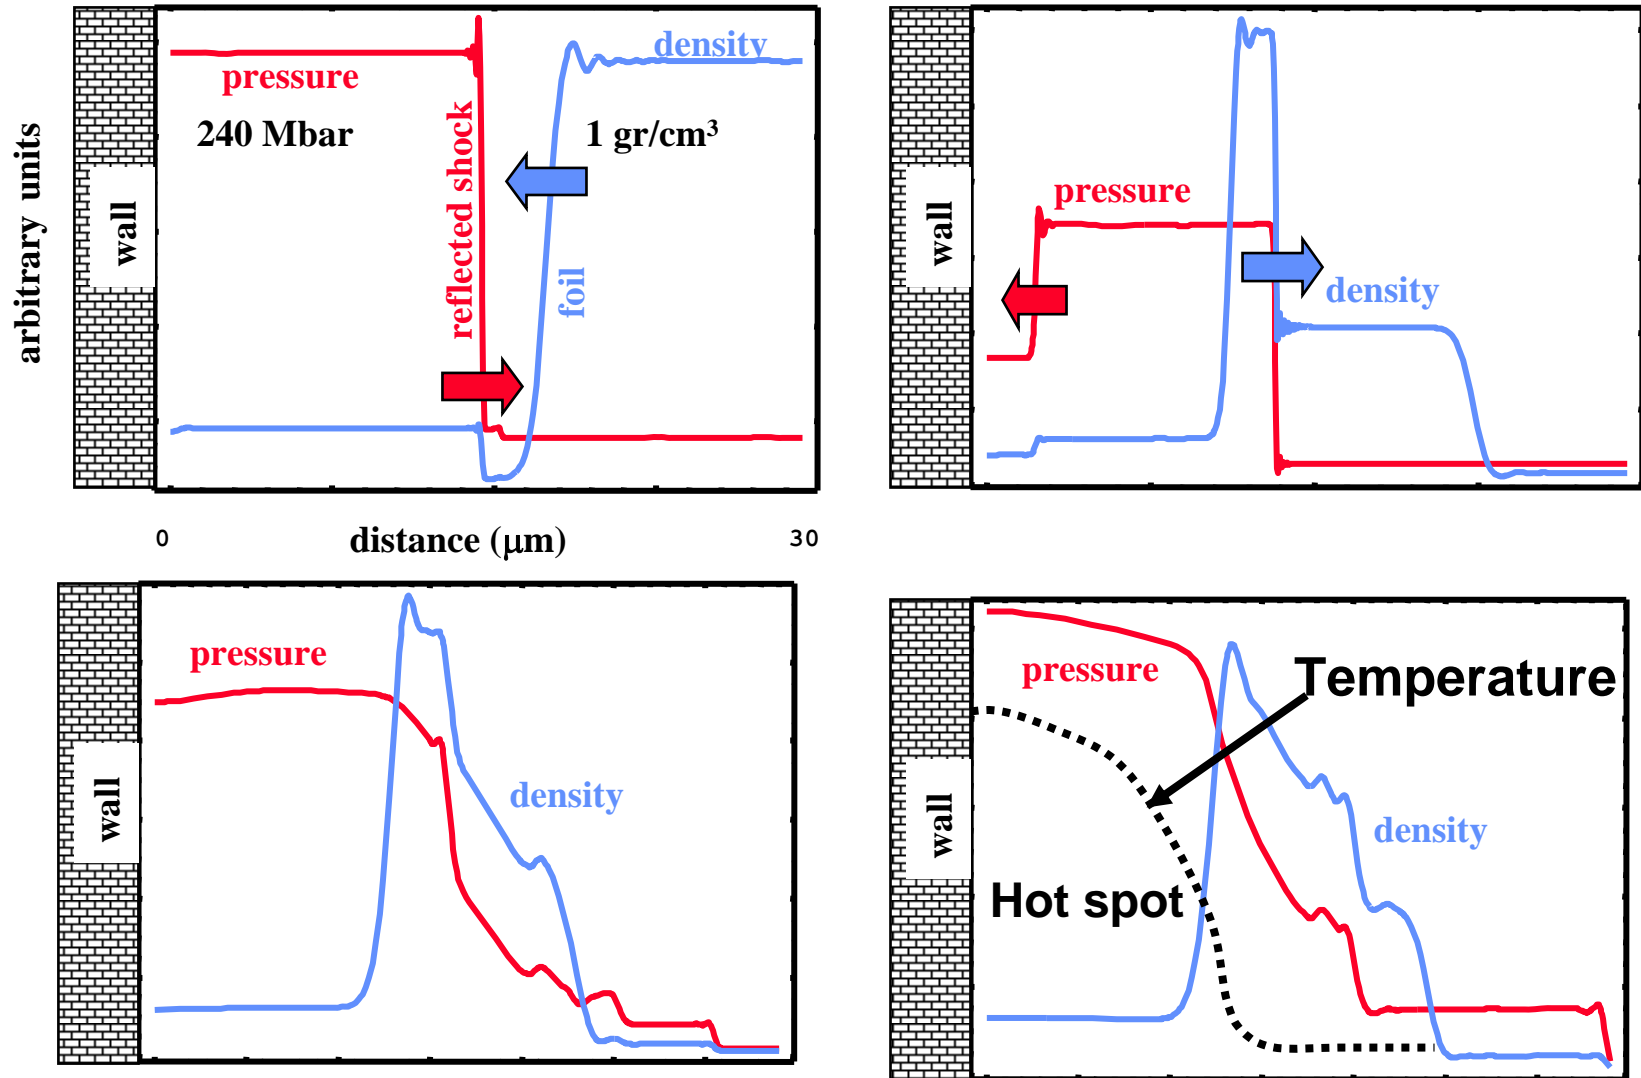 arbitrary units
wall
pressure
240 Mbar
reflected shock
density
1 gr/cm³
foil
0
distance (μm)
30
wall
pressure
density
wall
pressure
density
wall
pressure
Temperature
density
Hot spot